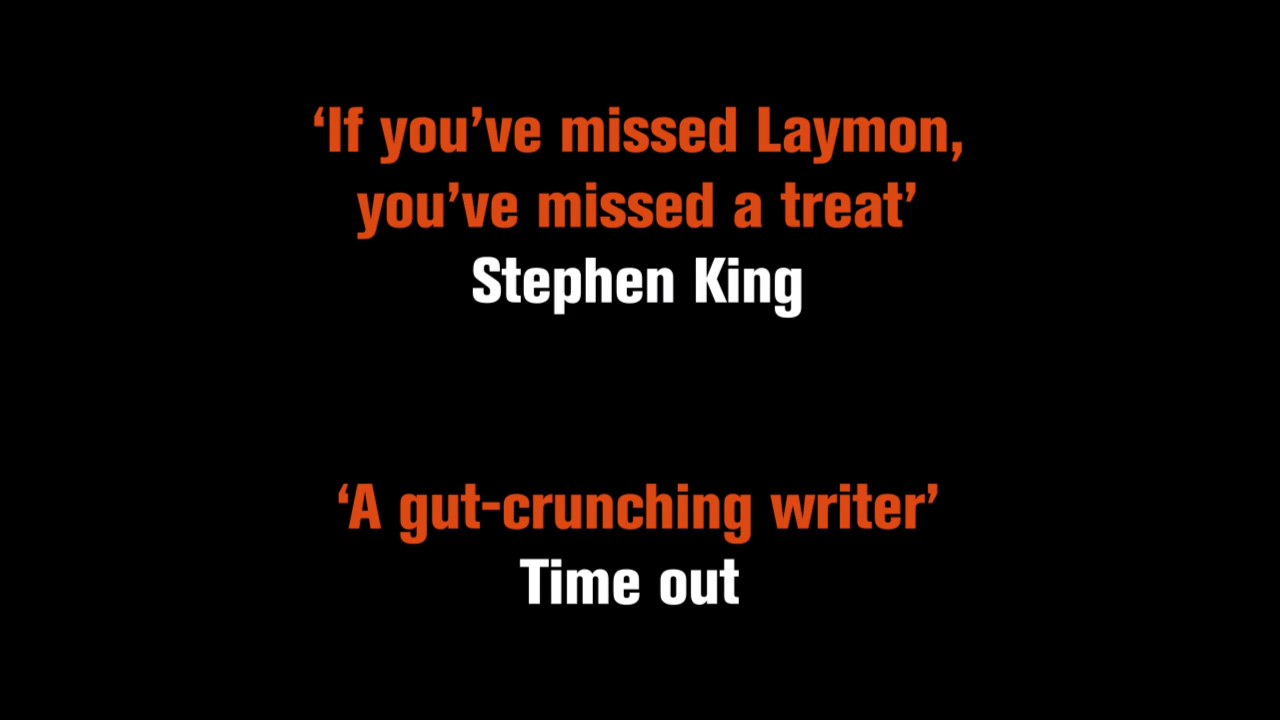 ‘If you’ve missed Laymon,
you’ve missed a treat’
Stephen King
‘A gut-crunching writer’
Time out